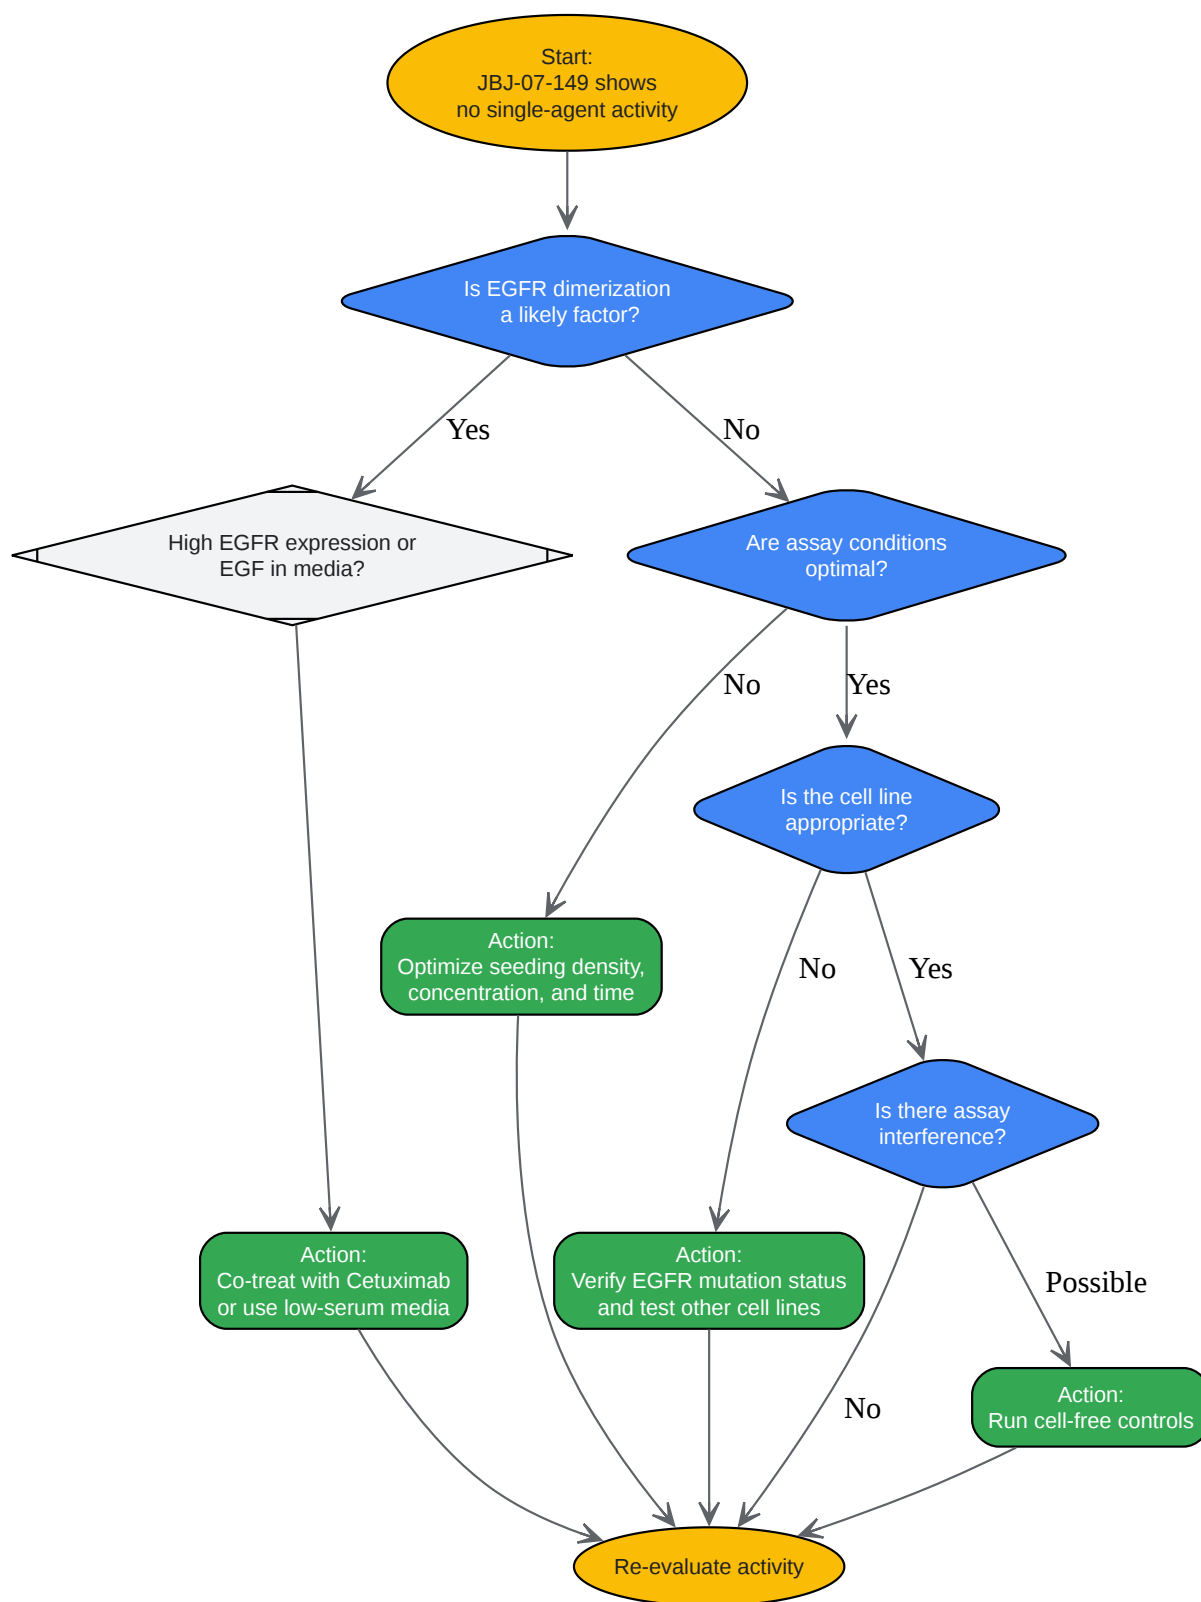 Start:
JBJ-07-149 shows
no single-agent activity
Is EGFR dimerization
a likely factor?
Yes
No
High EGFR expression or
EGF in media?
Are assay conditions
optimal?
No
Yes
Is the cell line
appropriate?
Action:
Optimize seeding density,
concentration, and time
No
Yes
Is there assay
interference?
Action:
Co-treat with Cetuximab
or use low-serum media
Action:
Verify EGFR mutation status
and test other cell lines
Possible
No
Action:
Run cell-free controls
Re-evaluate activity